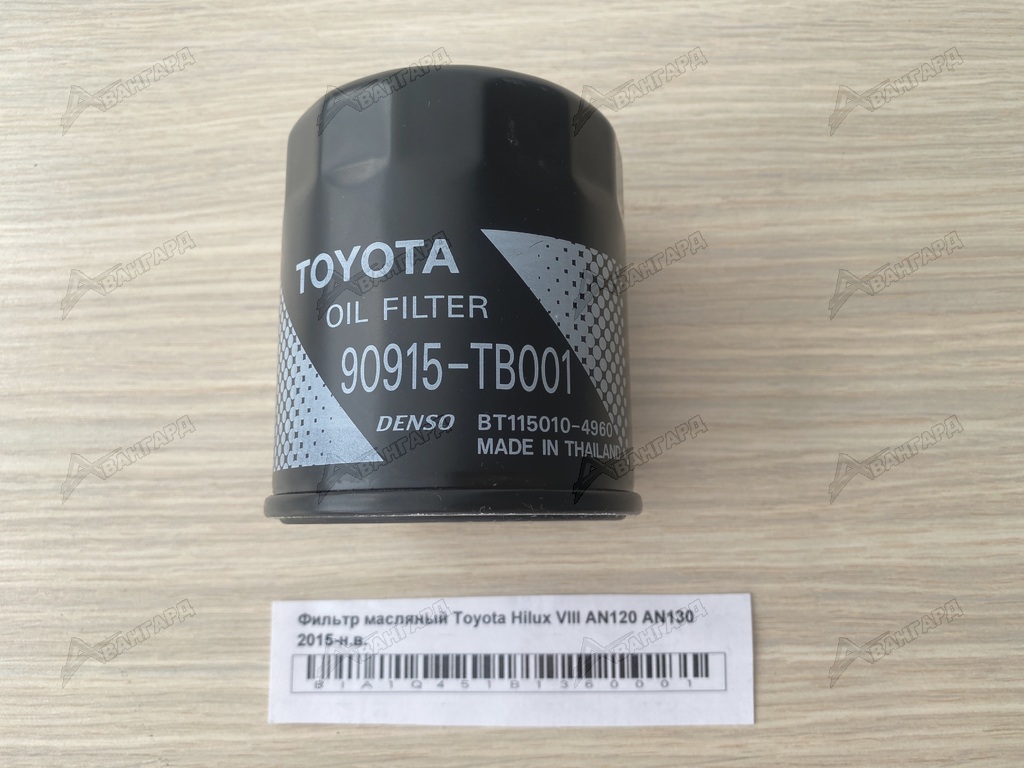 TOYOTA
OIL FILTER
90915-TB001
DENSO BT115010-4960
MADE IN THAILAND
Фильтр масляный Toyota Hilux VIII AN120 AN130
2015-н.в.
АВАНГАРД